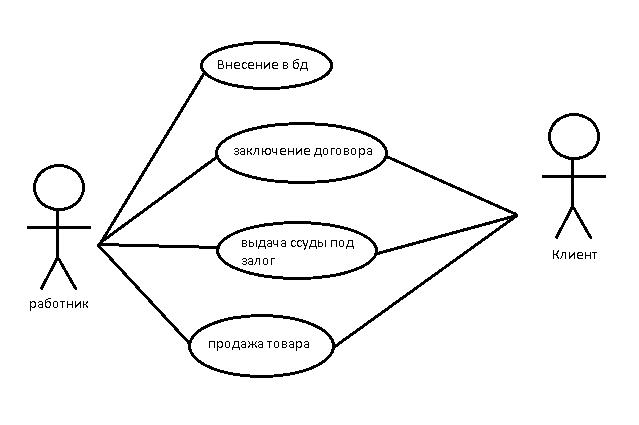 Внесение в бд
заключение договора
выдача ссуды под
залог
продажа товара
работник
Клиент